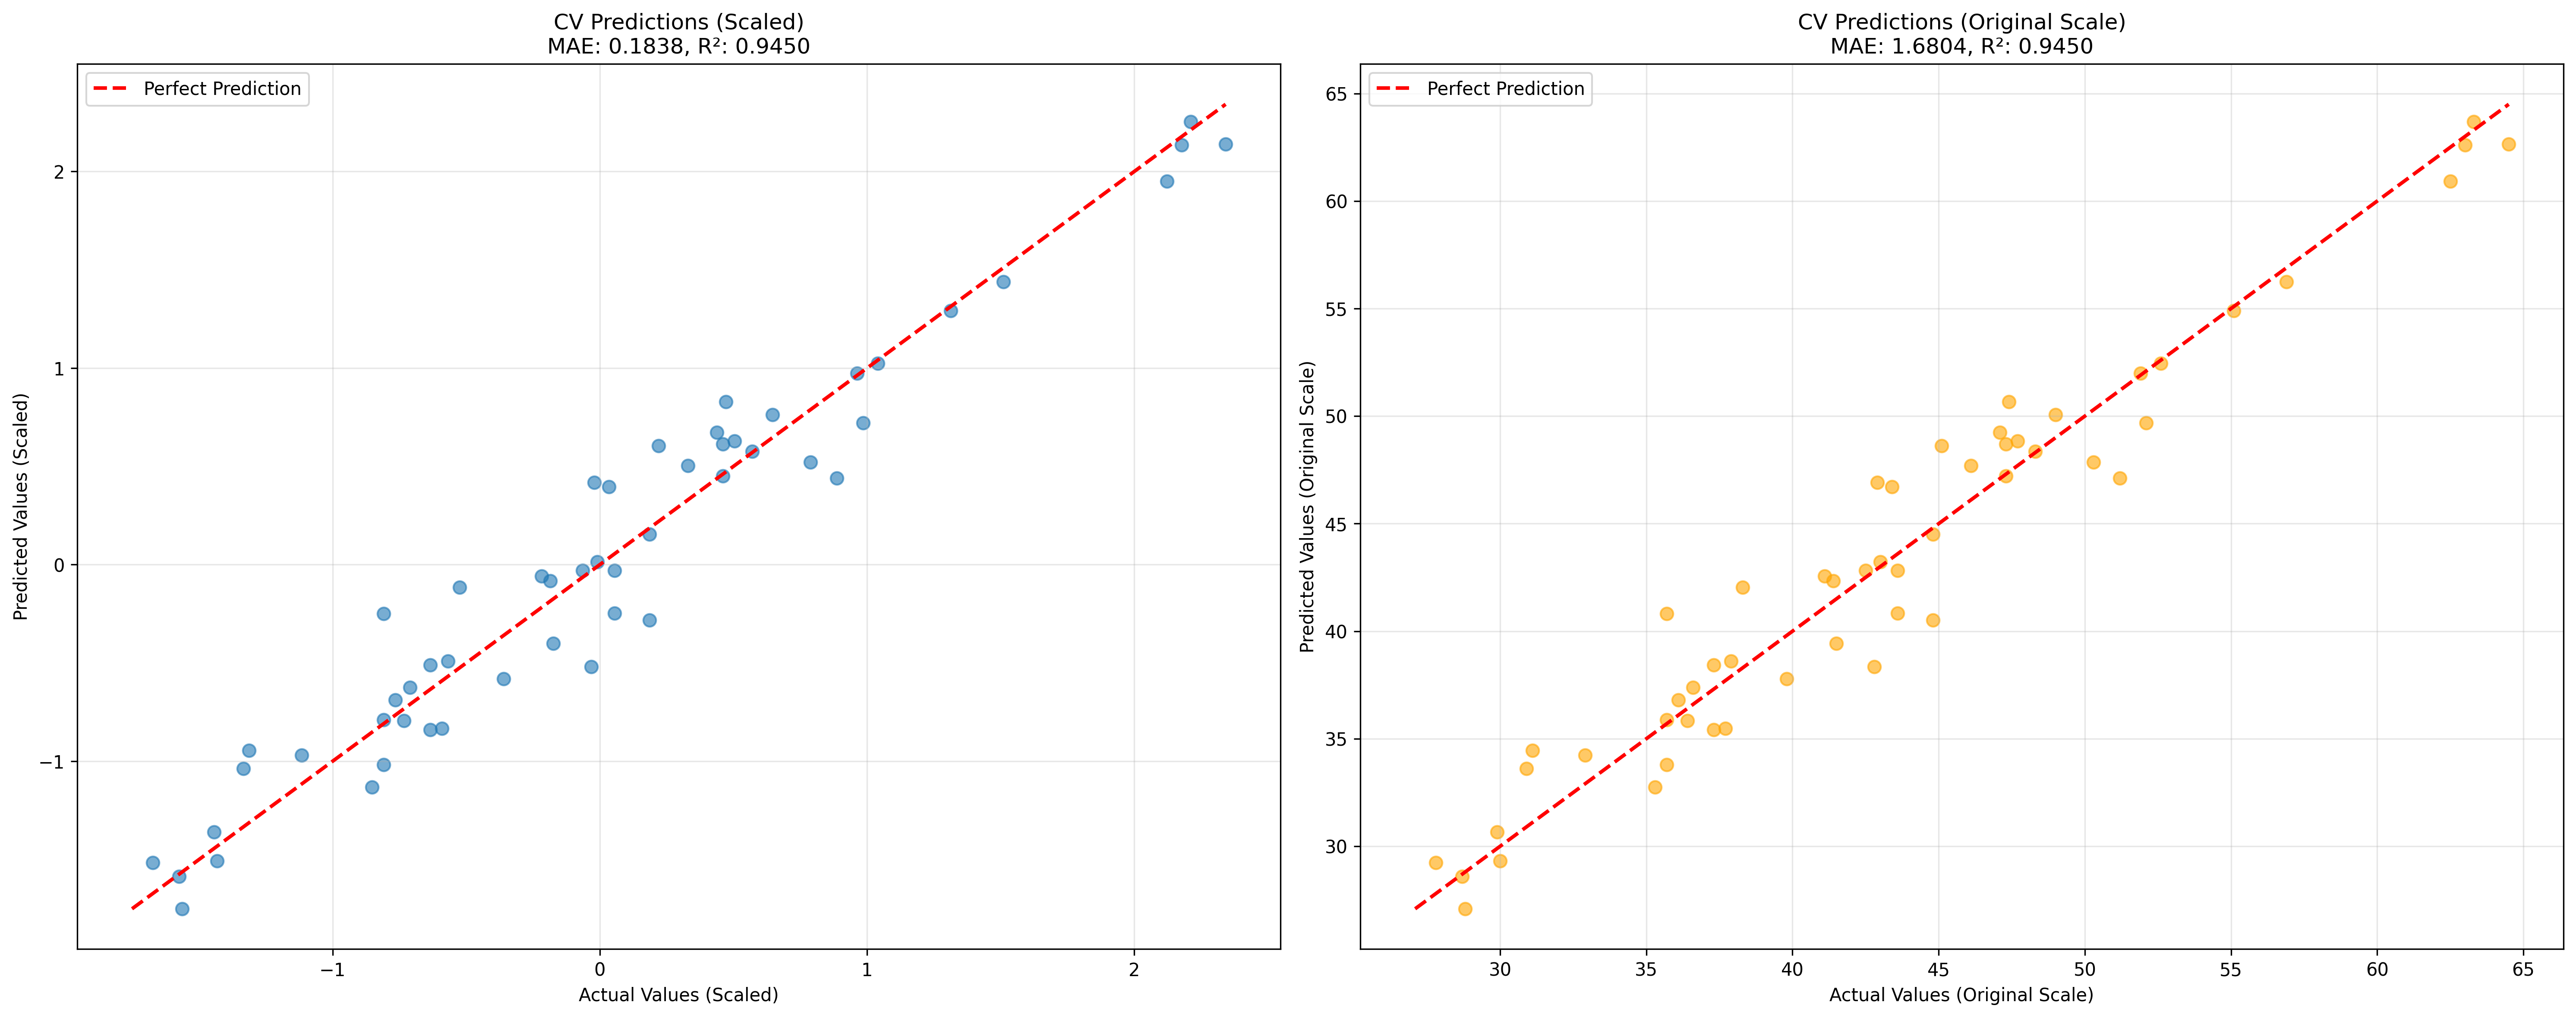 CV Predictions (Scaled)
MAE: 0.1838, R²: 0.9450
Perfect Prediction
2
1
0
−1
Predicted Values (Scaled)
−1 0 1 2
Actual Values (Scaled)
CV Predictions (Original Scale)
MAE: 1.6804, R²: 0.9450
Perfect Prediction
65
60
55
50
45
40
35
30
Predicted Values (Original Scale)
30 35 40 45 50 55 60 65
Actual Values (Original Scale)